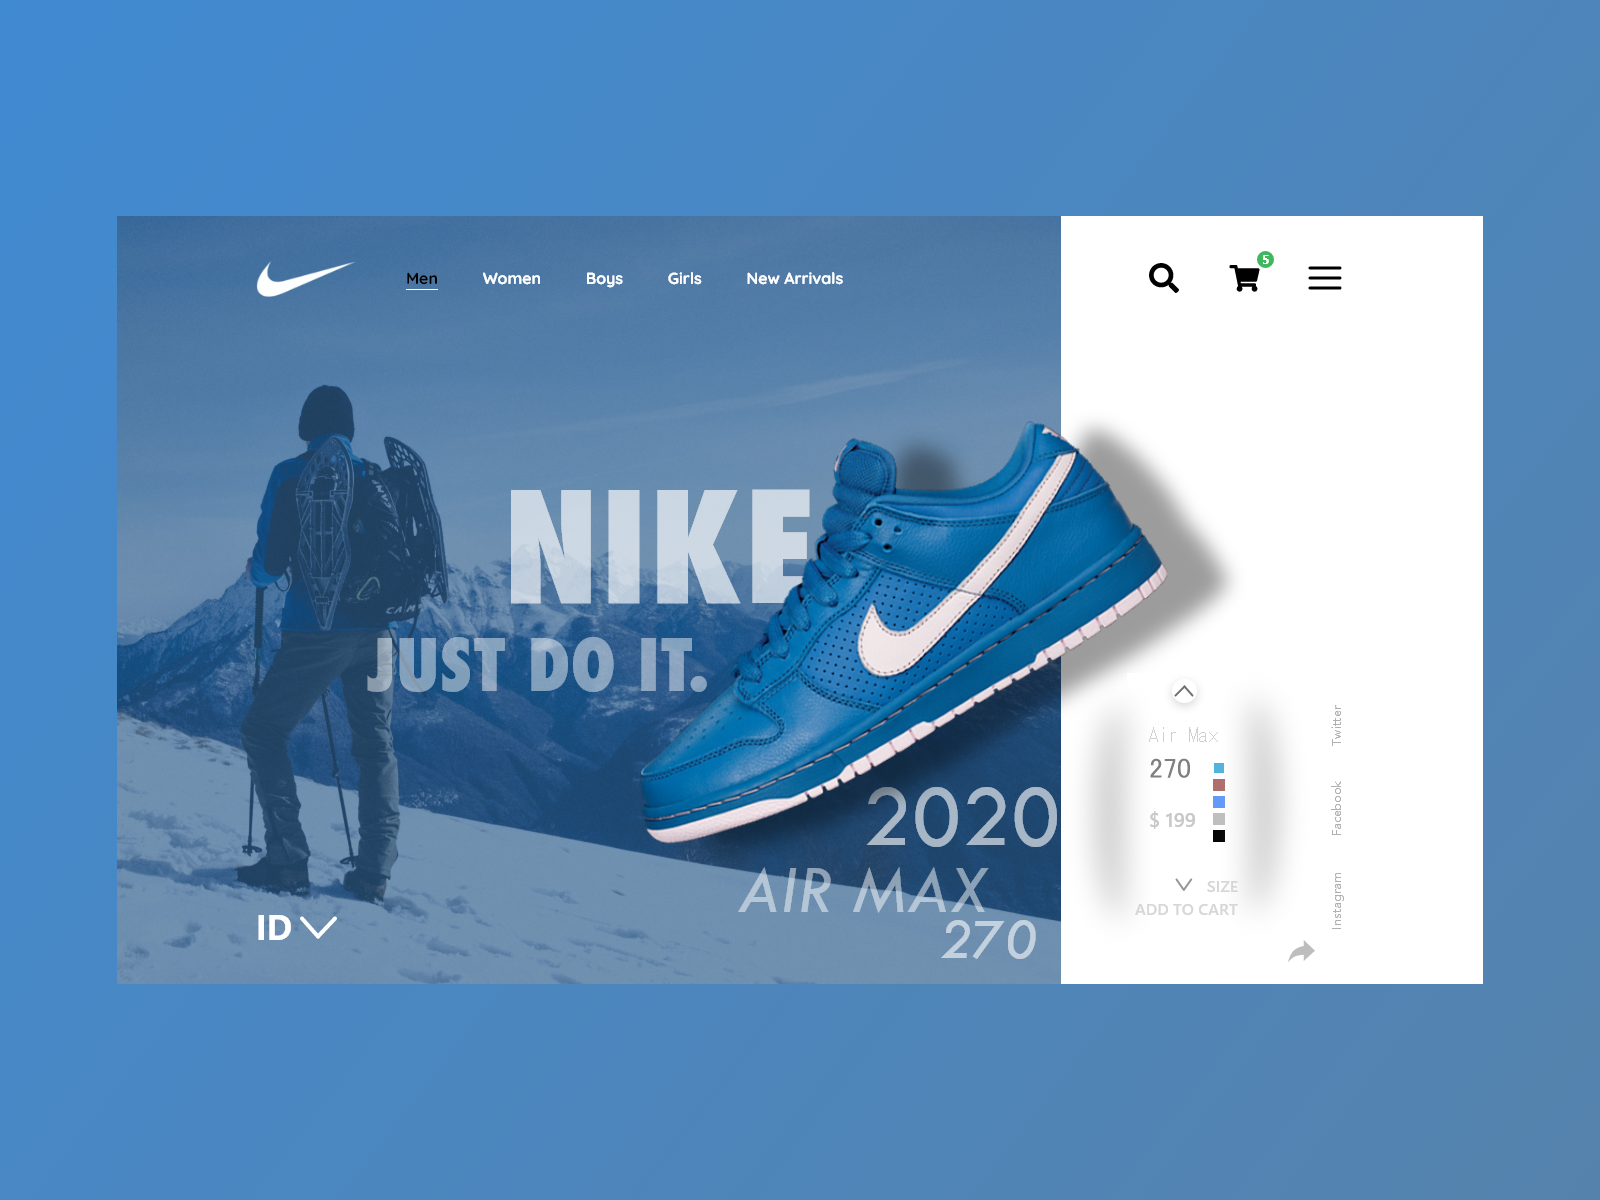 Men Women Boys Girls New Arrivals
5
NIKE
JUST DO IT.
CAMP
2020
AIR MAX
270
ID
Air Max
270
$ 199
SIZE
ADD TO CART
Twitter
Facebook
Instagram